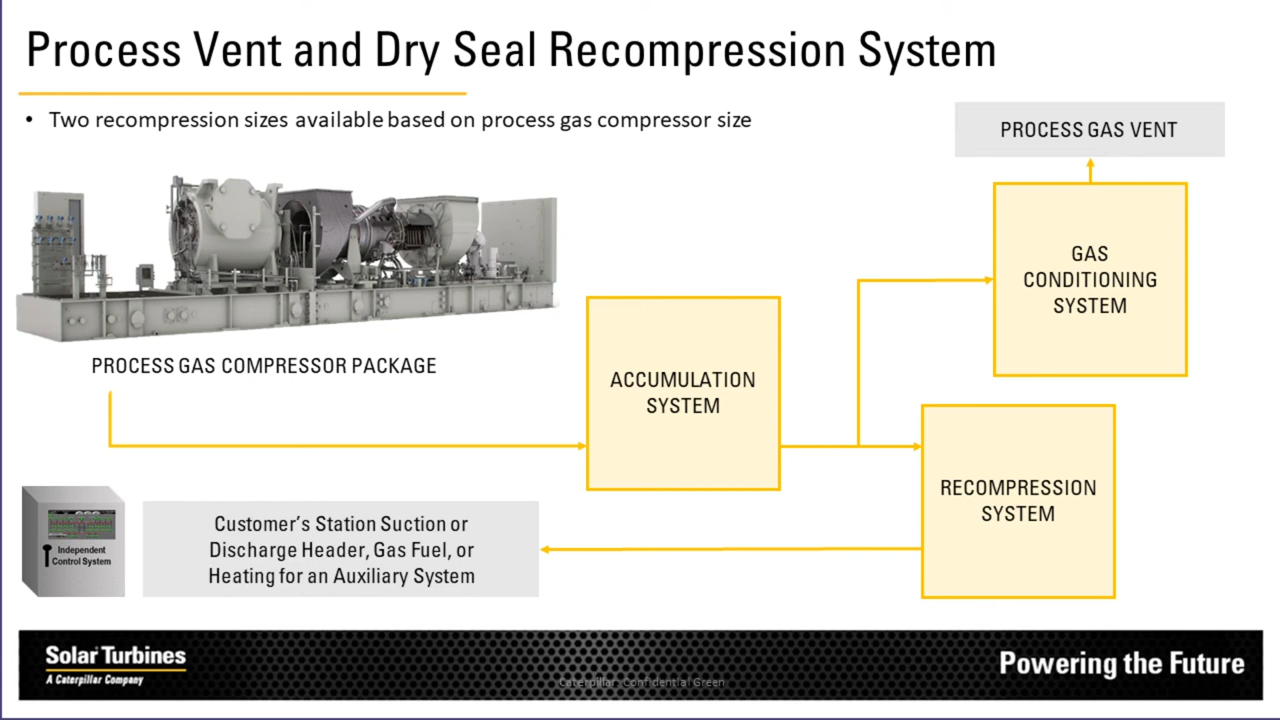 Process Vent and Dry Seal Recompression System
• Two recompression sizes available based on process gas compressor size
PROCESS GAS VENT
GAS
CONDITIONING
SYSTEM
PROCESS GAS COMPRESSOR PACKAGE
ACCUMULATION
SYSTEM
RECOMPRESSION
SYSTEM
Independent
Control System
Customer's Station Suction or
Discharge Header, Gas Fuel, or
Heating for an Auxiliary System
Solar Turbines
A Caterpillar Company
Caterpillar: Confidential Green
Powering the Future